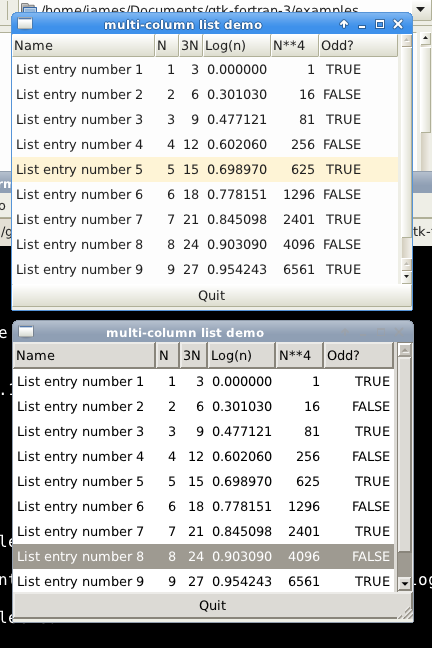 /home/james/Documents/gtk-fortran-3/examples
multi-column list demo
Name N 3N Log(n) N**4 Odd?
List entry number 1 1 3 0.000000 1 TRUE
List entry number 2 2 6 0.301030 16 FALSE
List entry number 3 3 9 0.477121 81 TRUE
List entry number 4 4 12 0.602060 256 FALSE
List entry number 5 5 15 0.698970 625 TRUE
List entry number 6 6 18 0.778151 1296 FALSE
List entry number 7 7 21 0.845098 2401 TRUE
List entry number 8 8 24 0.903090 4096 FALSE
List entry number 9 9 27 0.954243 6561 TRUE
Quit
multi-column list demo
Name N 3N Log(n) N**4 Odd?
List entry number 1 1 3 0.000000 1 TRUE
List entry number 2 2 6 0.301030 16 FALSE
List entry number 3 3 9 0.477121 81 TRUE
List entry number 4 4 12 0.602060 256 FALSE
List entry number 5 5 15 0.698970 625 TRUE
List entry number 6 6 18 0.778151 1296 FALSE
List entry number 7 7 21 0.845098 2401 TRUE
List entry number 8 8 24 0.903090 4096 FALSE
List entry number 9 9 27 0.954243 6561 TRUE
Quit